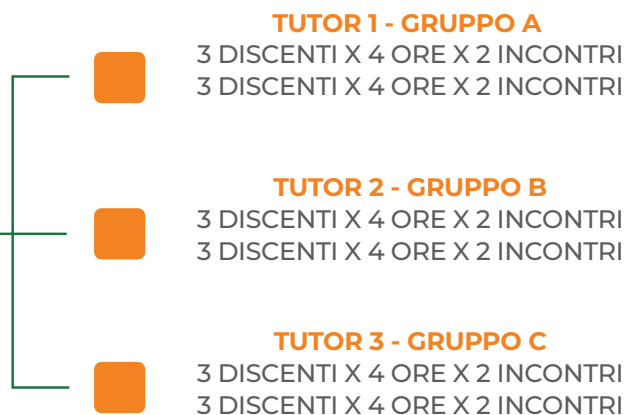 TUTOR 1 - GRUPPO A
3 DISCENTI X 4 ORE X 2 INCONTRI
3 DISCENTI X 4 ORE X 2 INCONTRI
TUTOR 2 - GRUPPO B
3 DISCENTI X 4 ORE X 2 INCONTRI
3 DISCENTI X 4 ORE X 2 INCONTRI
TUTOR 3 - GRUPPO C
3 DISCENTI X 4 ORE X 2 INCONTRI
3 DISCENTI X 4 ORE X 2 INCONTRI